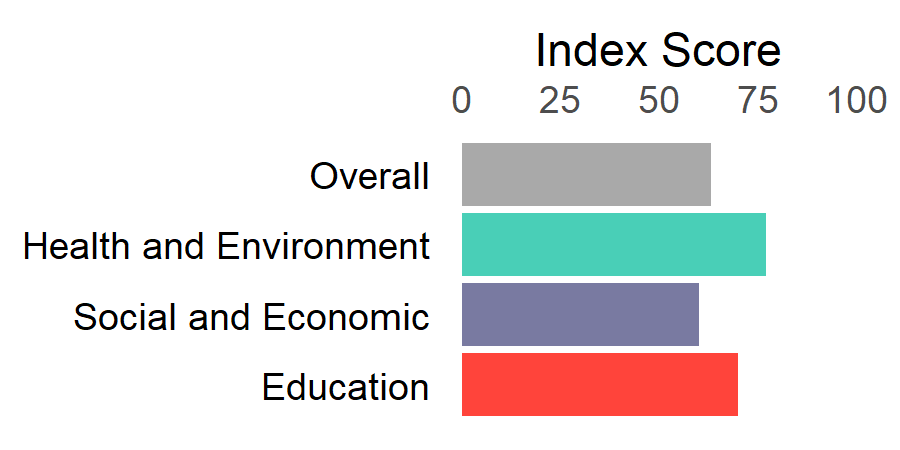 Index Score
0 25 50 75 100
Overall
Health and Environment
Social and Economic
Education